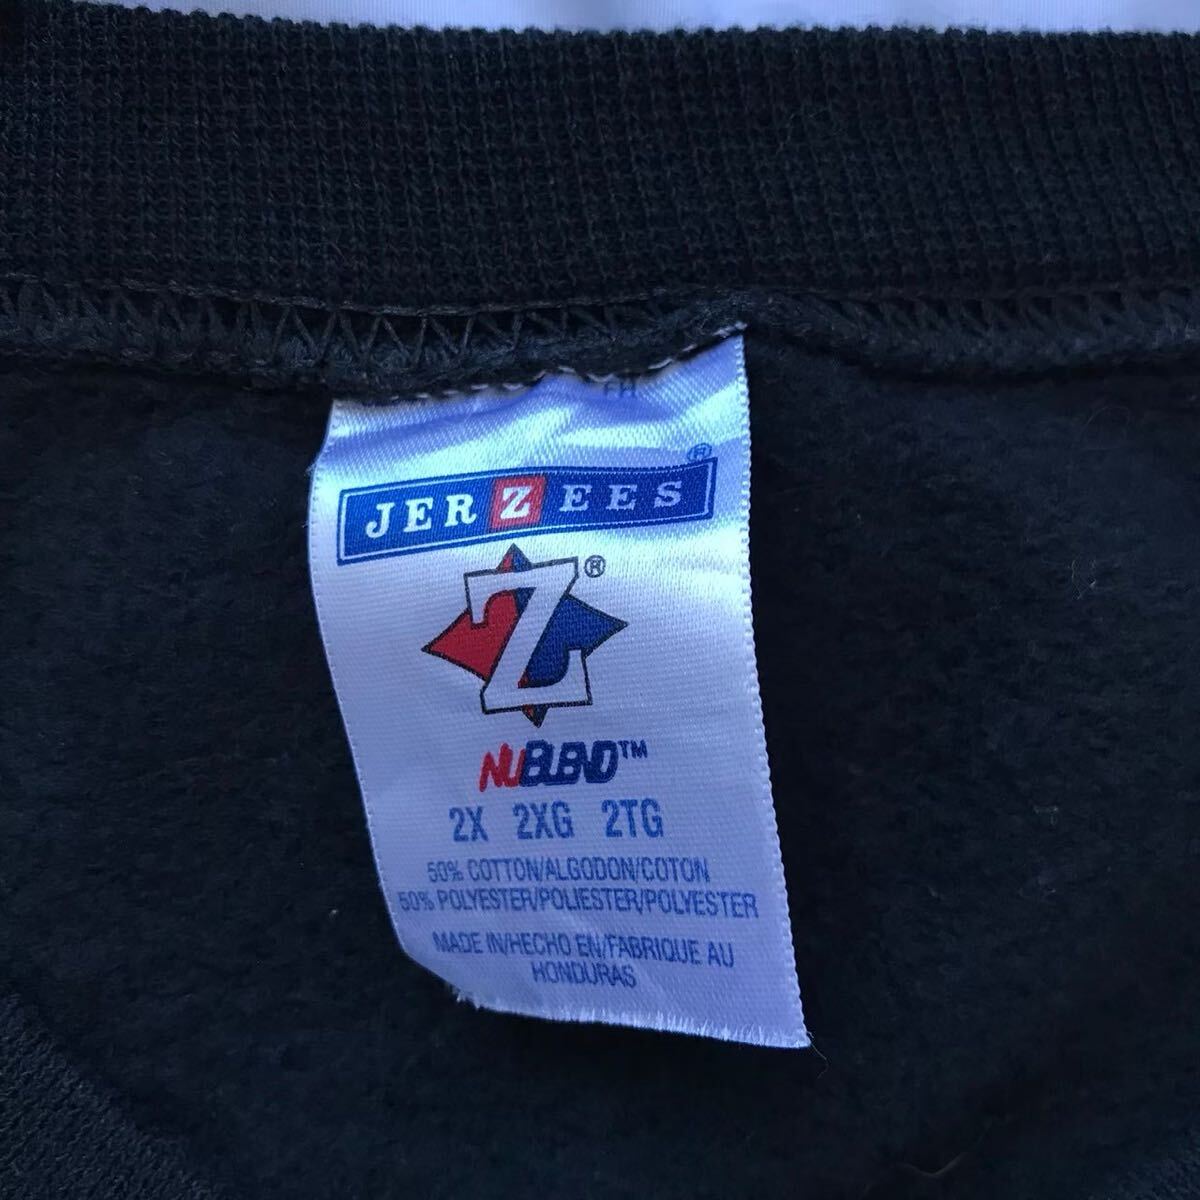 FH
JERZEES®
Z®
NUBLEND™
2X 2XG 2TG
50% COTTON/ALGODON/COTON
50% POLYESTER/POLIESTER/POLYESTER
MADE IN/HECHO EN/FABRIQUE AU
HONDURAS